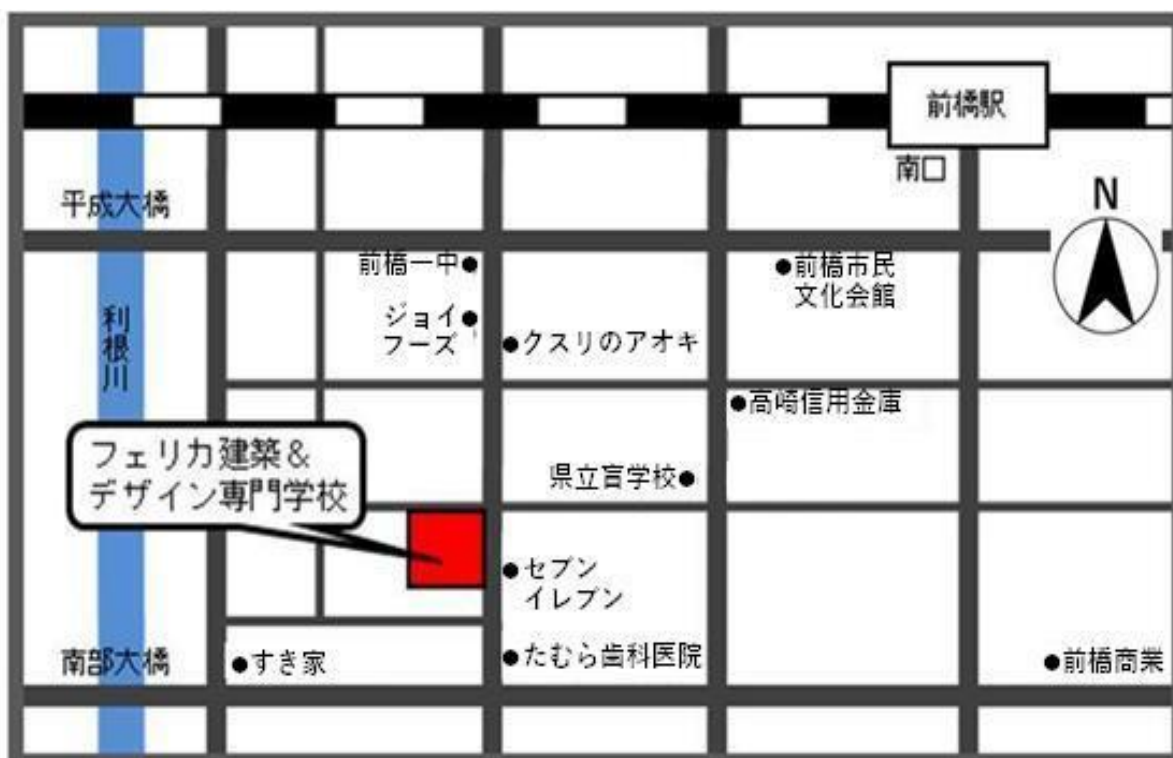 前橋駅
南口
N
平成大橋
前橋一中●
●前橋市民
文化会館
利根川
ジョイ●
フーズ
●クスリのアオキ
●高崎信用金庫
フェリカ建築&
デザイン専門学校
県立盲学校●
●セブン
イレブン
南部大橋
●すき家
●たむら歯科医院
●前橋商業